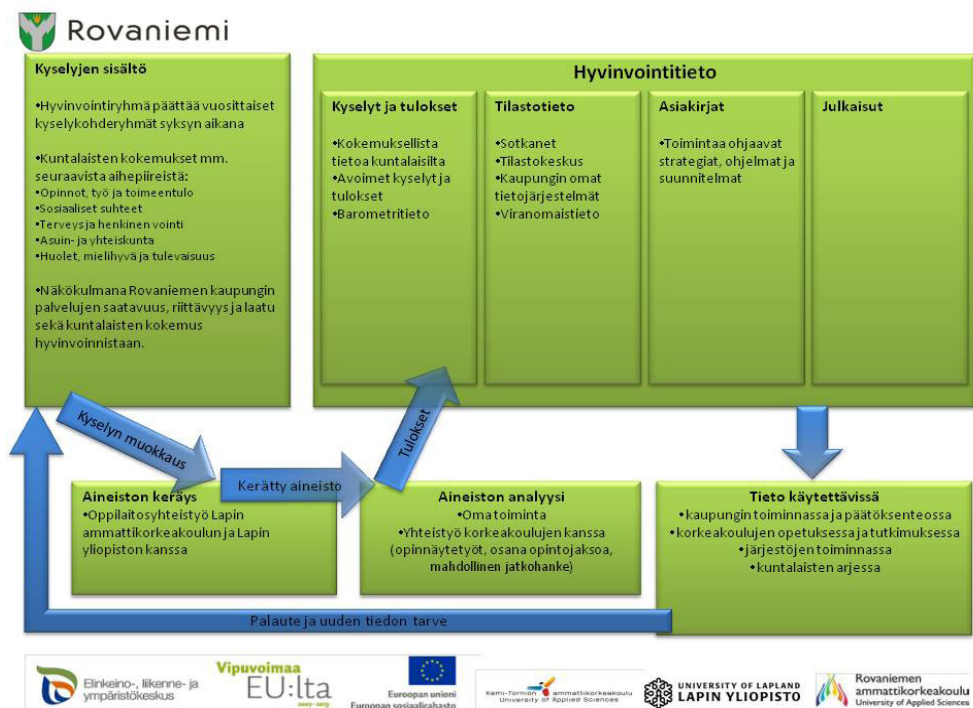 Rovaniemi
Kyselyjen sisältö
•Hyvinvointiryhmä päättää vuosittaiset
kyselykohderyhmät syksyn aikana
•Kuntalaisten kokemukset mm.
seuraavista aihepiireistä:
•Opinnot, työ ja toimeentulo
•Sosiaaliset suhteet
•Terveys ja henkinen vointi
•Asuin- ja yhteiskunta
•Huolet, mielihyvä ja tulevaisuus
•Näkökulmana Rovaniemen kaupungin
palvelujen saatavuus, riittävyys ja laatu
sekä kuntalaisten kokemus
hyvinvoinnistaan.
Hyvinvointitieto
Kyselyt ja tulokset
•Kokemuksellista
tietoa kuntalaisilta
•Avoimet kyselyt ja
tulokset
•Barometritieto
Tilastotieto
•Sotkanet
•Tilastokeskus
•Kaupungin omat
tietojärjestelmät
•Viranomaistieto
Asiakirjat
•Toimintaa ohjaavat
strategiat, ohjelmat ja
suunnitelmat
Julkaisut
Kyselyn muokkaus
Kerätty aineisto
Tulokset
Aineiston keräys
•Oppilaitosyhteistyö Lapin
ammattikorkeakoulun ja Lapin
yliopiston kanssa
Aineiston analyysi
•Oma toiminta
•Yhteistyö korkeakoulujen kanssa
(opinnäytetyöt, osana opintojaksoa,
mahdollinen jatkohanke)
Tieto käytettävissä
•kaupungin toiminnassa ja päätöksenteossa
•korkeakoulujen opetuksessa ja tutkimuksessa
•järjestöjen toiminnassa
•kuntalaisten arjessa
Palaute ja uuden tiedon tarve
Elinkeino-, liikenne- ja
ympäristökeskus
Vipuvoimaa
EU:lta
2007–2013
Euroopan unioni
Euroopan sosiaalirahasto
Kemi-Tornion ammattikorkeakoulu
University of Applied Sciences
UNIVERSITY OF LAPLAND
LAPIN YLIOPISTO
Rovaniemen
ammattikorkeakoulu
University of Applied Sciences